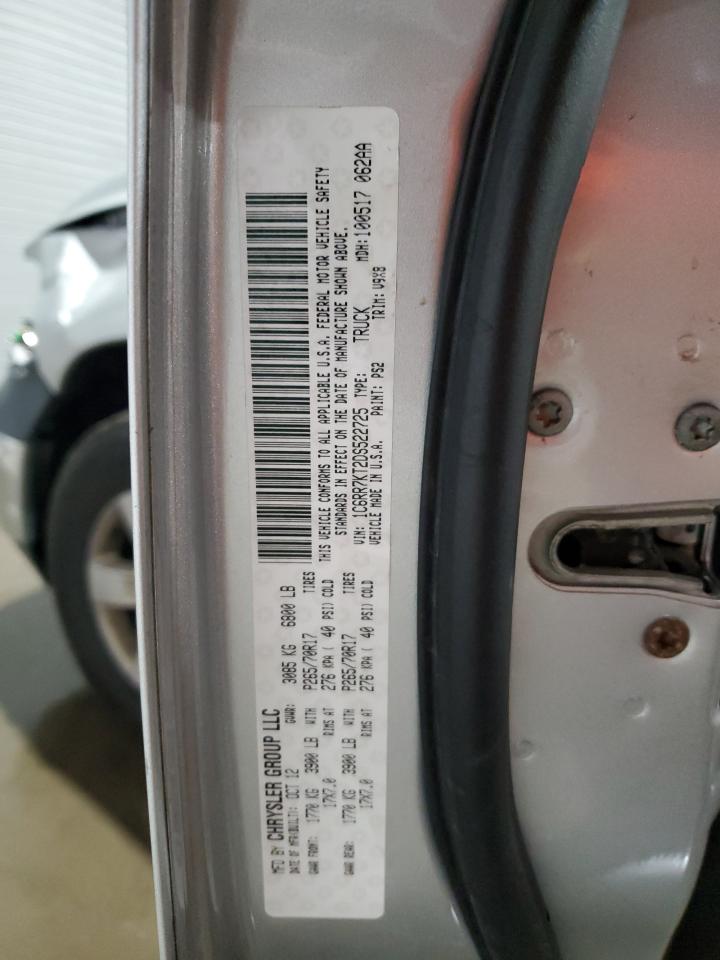 MFD BY CHRYSLER GROUP LLC
DATE OF MFR(BUILT): OCT 12 GVWR: 3085 KG 6800 LB
GAWR FRONT: 1770 KG 3900 LB WITH P265/70R17 TIRES
17X7.0 RIMS AT 276 KPA ( 40 PSI) COLD
GAWR REAR: 1770 KG 3900 LB WITH P265/70R17 TIRES
17X7.0 RIMS AT 276 KPA ( 40 PSI) COLD
THIS VEHICLE CONFORMS TO ALL APPLICABLE U.S.A. FEDERAL MOTOR VEHICLE SAFETY
STANDARDS IN EFFECT ON THE DATE OF MANUFACTURE SHOWN ABOVE.
VIN: 1C6RR7KT2DS522725 TYPE: TRUCK MDH:100517 062AA
VEHICLE MADE IN U.S.A. PAINT: PS2 TRIM: V9X8